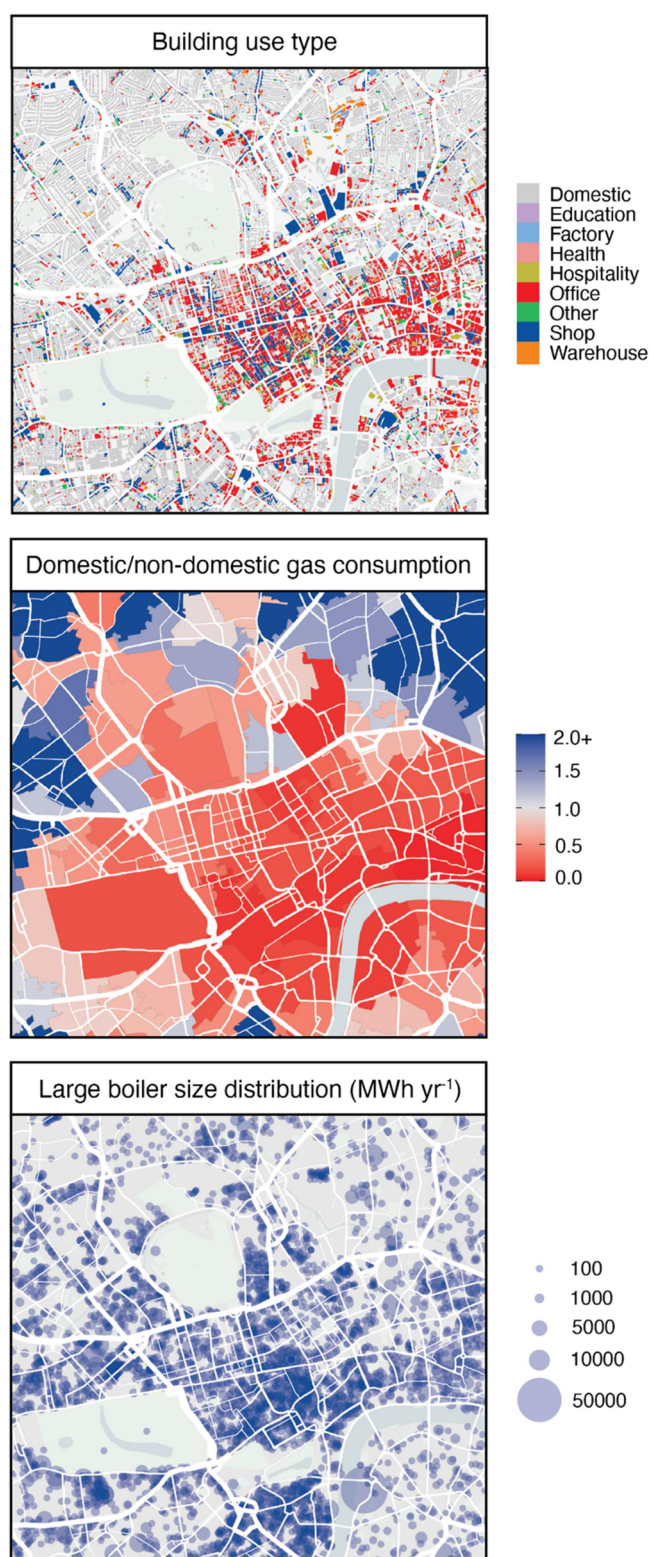 Building use type
Domestic
Education
Factory
Health
Hospitality
Office
Other
Shop
Warehouse
Domestic/non-domestic gas consumption
2.0+
1.5
1.0
0.5
0.0
Large boiler size distribution (MWh yr⁻¹)
100
1000
5000
10000
50000